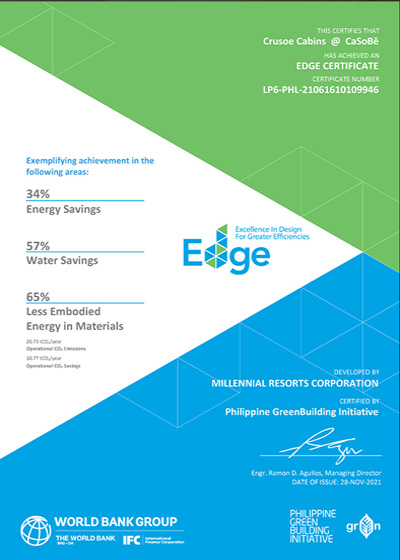 THIS CERTIFIES THAT
Crusoe Cabins @ CaSoBē
HAS ACHIEVED AN
EDGE CERTIFICATE
CERTIFICATE NUMBER
LP6-PHL-21061610109946
Exemplifying achievement in the
following areas:
34%
Energy Savings
57%
Water Savings
65%
Less Embodied
Energy in Materials
tCO₂/year
Operational CO₂ Emissions
10.77 tCO₂/year
Operational CO₂ Savings
Edge
Excellence In Design
For Greater Efficiencies
DEVELOPED BY
MILLENNIAL RESORTS CORPORATION
CERTIFIED BY
Philippine GreenBuilding Initiative
Engr. Ramon D. Aguilos, Managing Director
DATE OF ISSUE: 28-NOV-2021
WORLD BANK GROUP
THE WORLD BANK
IBRD • IDA
IFC
International
Finance Corporation
PHILIPPINE
GREEN
BUILDING
INITIATIVE